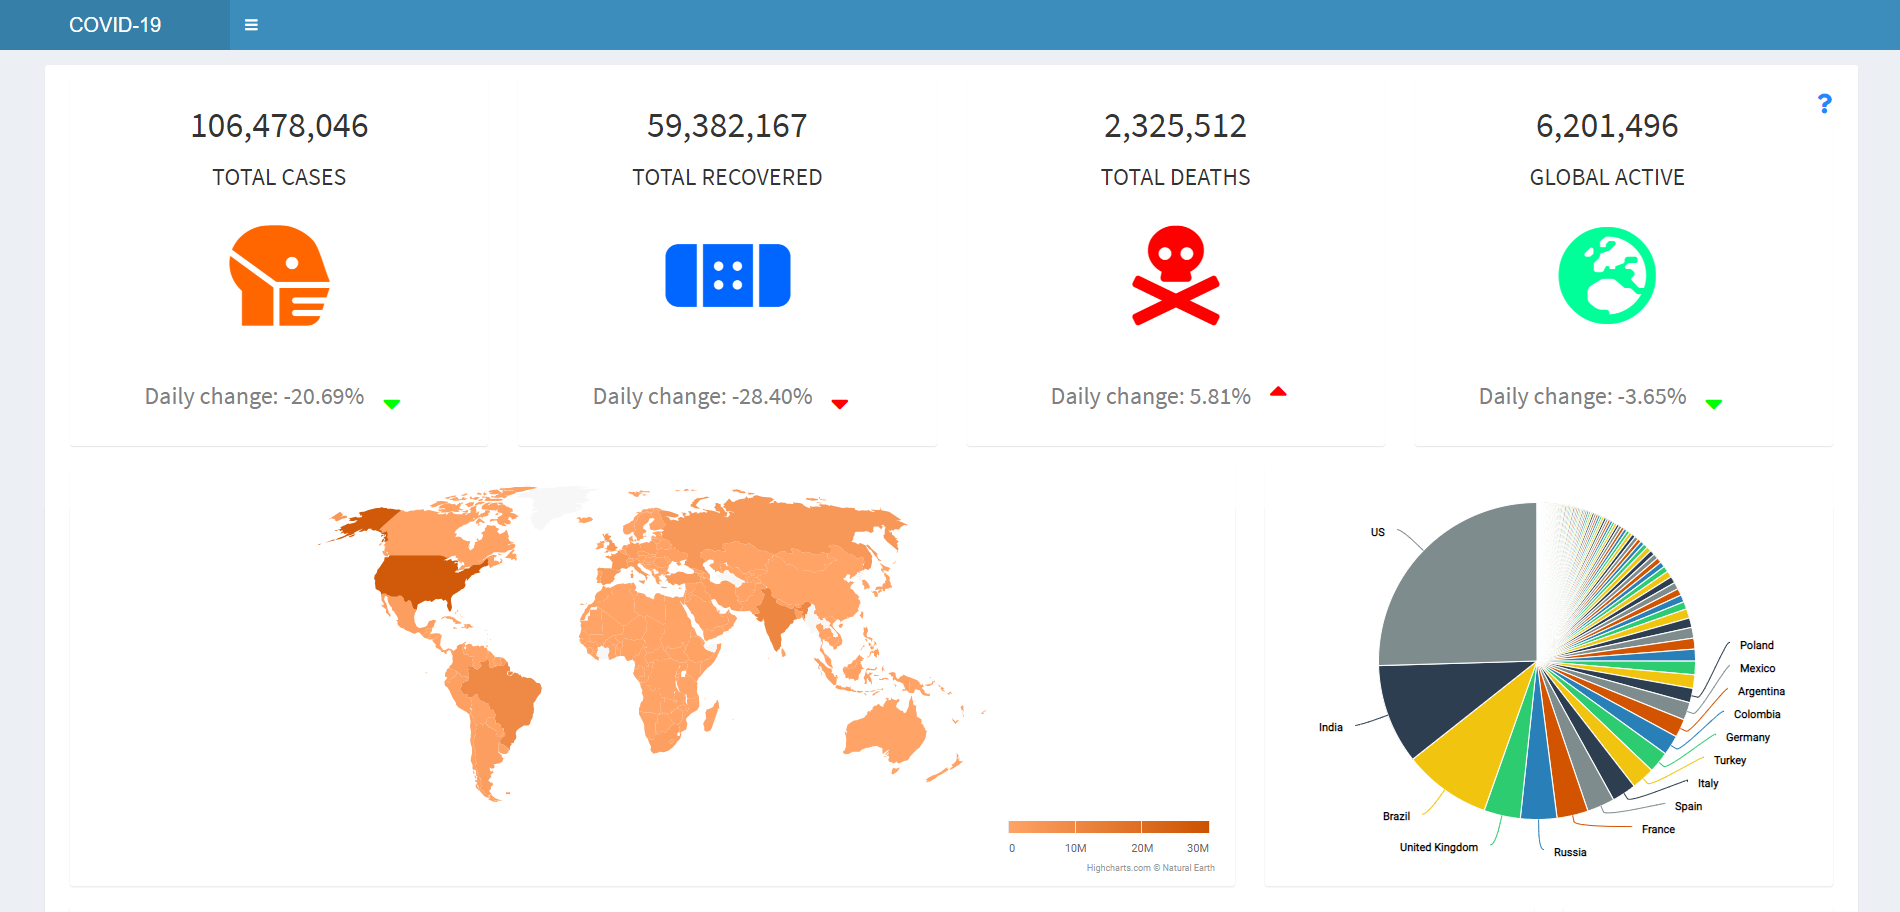 COVID-19
?
106,478,046
TOTAL CASES
Daily change: -20.69%
59,382,167
TOTAL RECOVERED
Daily change: -28.40%
2,325,512
TOTAL DEATHS
Daily change: 5.81%
6,201,496
GLOBAL ACTIVE
Daily change: -3.65%
0 10M 20M 30M
Highcharts.com © Natural Earth
US
India
Brazil
United Kingdom
Russia
France
Spain
Italy
Turkey
Germany
Colombia
Argentina
Mexico
Poland